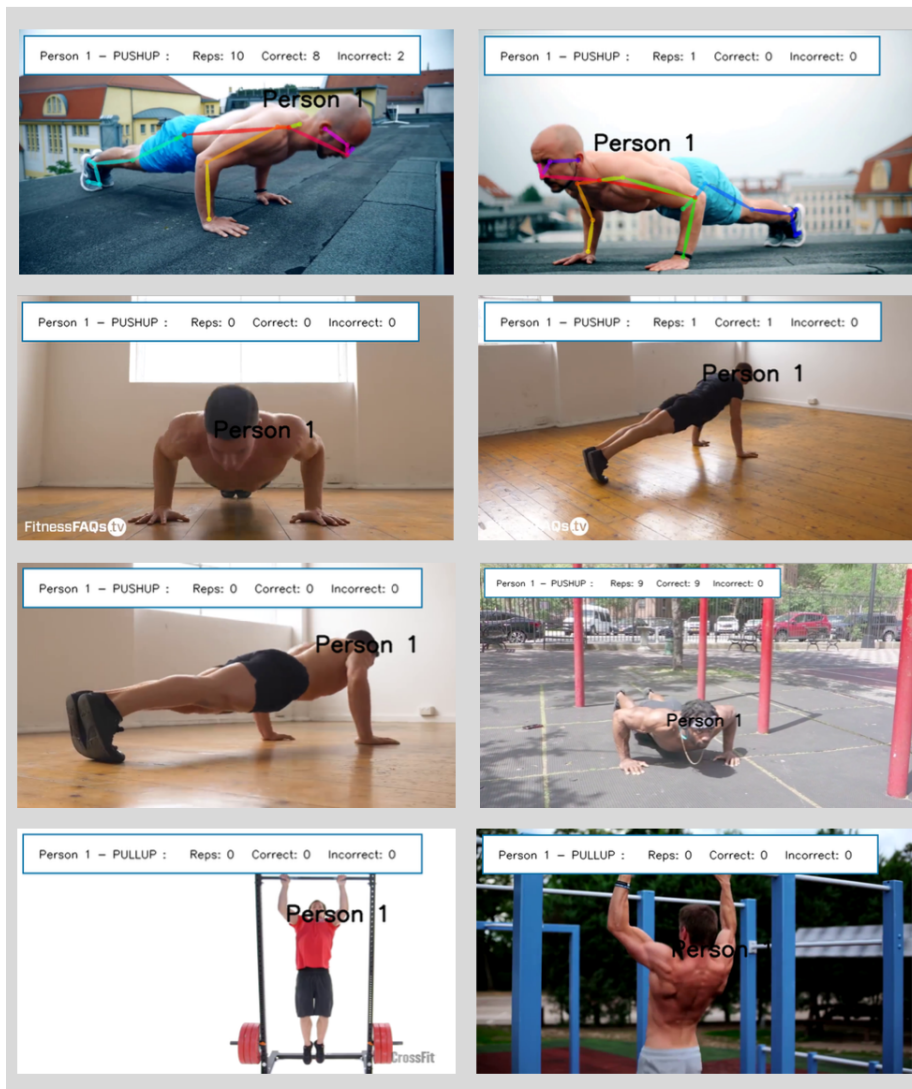 Person 1 – PUSHUP : Reps: 10 Correct: 8 Incorrect: 2
Person 1
Person 1 – PUSHUP : Reps: 1 Correct: 0 Incorrect: 0
Person 1
Person 1 – PUSHUP : Reps: 0 Correct: 0 Incorrect: 0
Person 1
FitnessFAQs.tv
Person 1 – PUSHUP : Reps: 1 Correct: 1 Incorrect: 0
Person 1
FitnessFAQs.tv
Person 1 – PUSHUP : Reps: 0 Correct: 0 Incorrect: 0
Person 1
Person 1 – PUSHUP : Reps: 9 Correct: 9 Incorrect: 0
Person 1
Person 1 – PULLUP : Reps: 0 Correct: 0 Incorrect: 0
Person 1
CrossFit
Person 1 – PULLUP : Reps: 0 Correct: 0 Incorrect: 0
Person